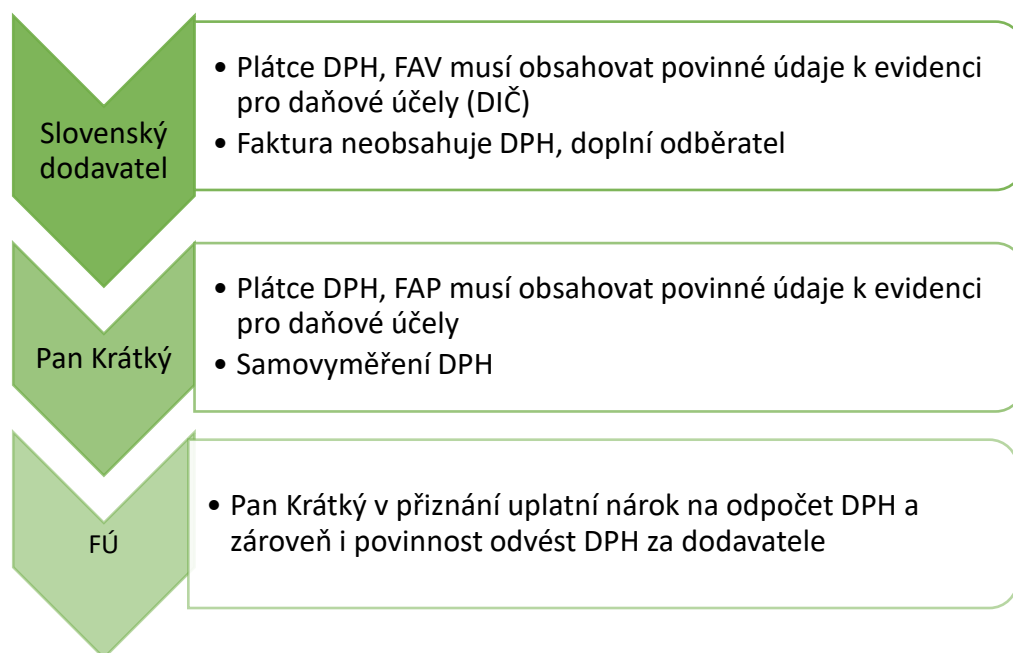 Slovenský
dodavatel
• Plátce DPH, FAV musí obsahovat povinné údaje k evidenci
pro daňové účely (DIČ)
• Faktura neobsahuje DPH, doplní odběratel
Pan Krátký
• Plátce DPH, FAP musí obsahovat povinné údaje k evidenci
pro daňové účely
• Samovyměření DPH
FÚ
• Pan Krátký v přiznání uplatní nárok na odpočet DPH a
zároveň i povinnost odvést DPH za dodavatele